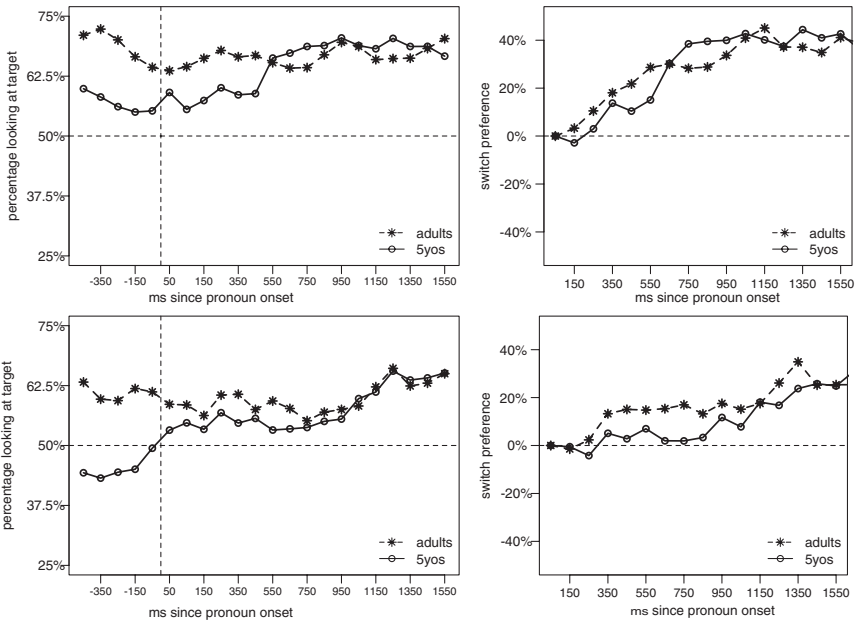 75%
62.5%
50%
37.5%
25%
percentage looking at target
-350 -150 50 150 350 550 750 950 1150 1350 1550
ms since pronoun onset
adults
5yos
40%
20%
0%
-20%
-40%
switch preference
150 350 550 750 950 1150 1350 1550
ms since pronoun onset
adults
5yos
75%
62.5%
50%
37.5%
25%
percentage looking at target
-350 -150 50 150 350 550 750 950 1150 1350 1550
ms since pronoun onset
adults
5yos
40%
20%
0%
-20%
-40%
switch preference
150 350 550 750 950 1150 1350 1550
ms since pronoun onset
adults
5yos